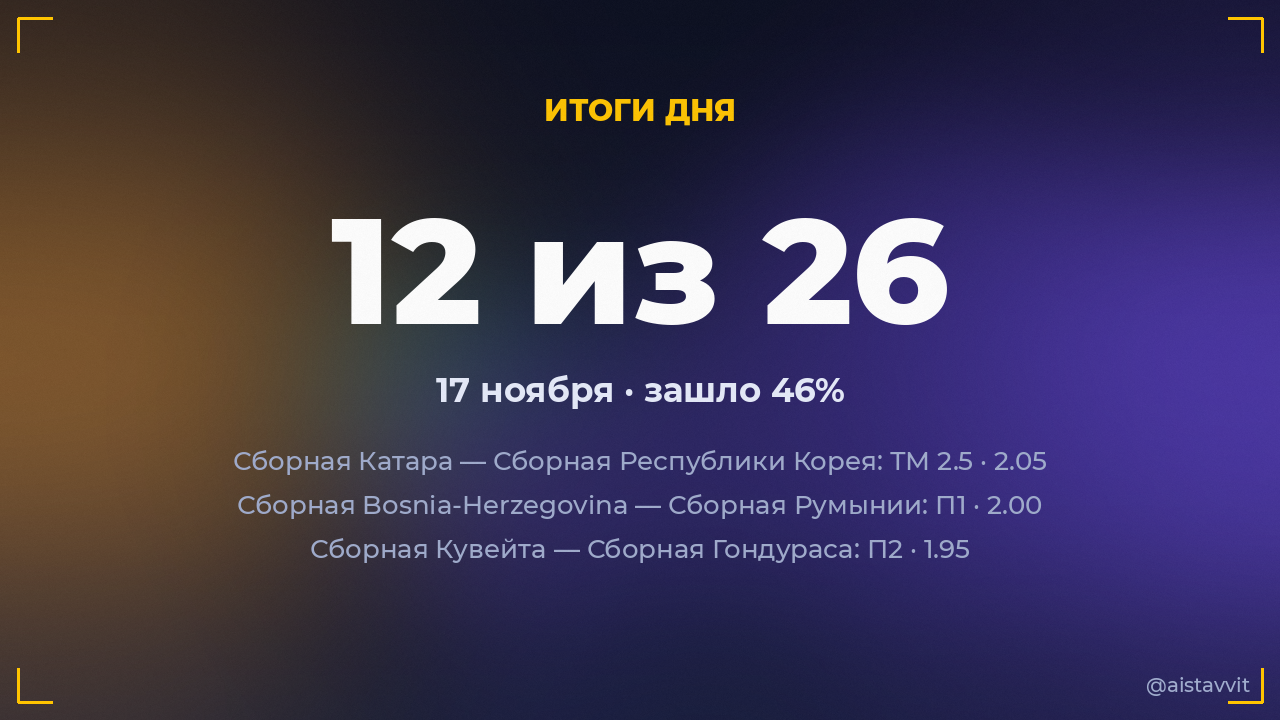 ИТОГИ ДНЯ
12 из 26
17 ноября · зашло 46%
Сборная Катара — Сборная Республики Корея: ТМ 2.5 · 2.05
Сборная Bosnia-Herzegovina — Сборная Румынии: П1 · 2.00
Сборная Кувейта — Сборная Гондураса: П2 · 1.95
@aistavvit